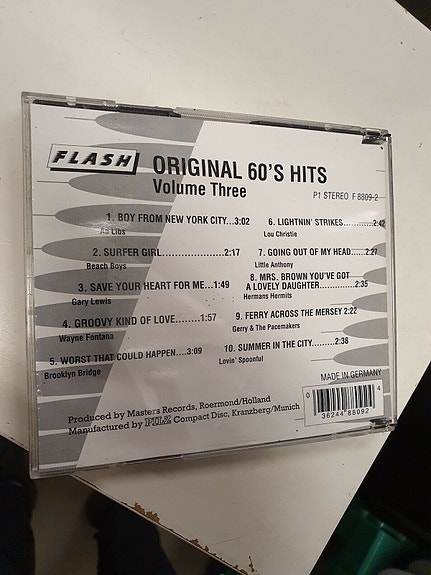 FLASH
ORIGINAL 60'S HITS
Volume Three
P1 STEREO F 8809-2
1. BOY FROM NEW YORK CITY...3:02
Ad Libs
2. SURFER GIRL......................2:17
Beach Boys
3. SAVE YOUR HEART FOR ME...1:49
Gary Lewis
4. GROOVY KIND OF LOVE.........1:57
Wayne Fontana
5. WORST THAT COULD HAPPEN....3:09
Brooklyn Bridge
6. LIGHTNIN' STRIKES...........2:42
Lou Christie
7. GOING OUT OF MY HEAD.....2:27
Little Anthony
8. MRS. BROWN YOU'VE GOT
A LOVELY DAUGHTER............2:35
Hermans Hermits
9. FERRY ACROSS THE MERSEY 2:22
Gerry & The Pacemakers
10. SUMMER IN THE CITY........2:38
Lovin' Spoonful
MADE IN GERMANY
Produced by Masters Records, Roermond/Holland
Manufactured by PILZ Compact Disc, Kranzberg/Munich
0 36244 88092 4